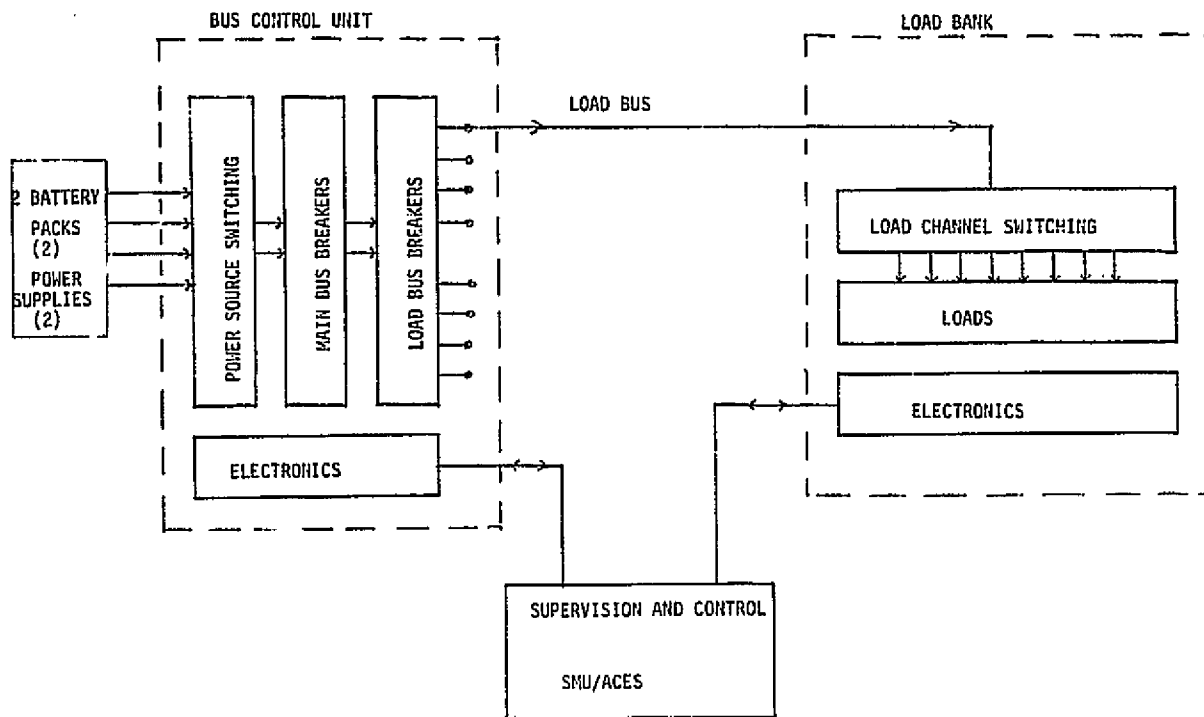 BUS CONTROL UNIT
LOAD BANK
LOAD BUS
2 BATTERY
PACKS
(2)
POWER
SUPPLIES
(2)
POWER SOURCE SWITCHING
MAIN BUS BREAKERS
LOAD BUS BREAKERS
ELECTRONICS
LOAD CHANNEL SWITCHING
LOADS
ELECTRONICS
SUPERVISION AND CONTROL
SMU/ACES